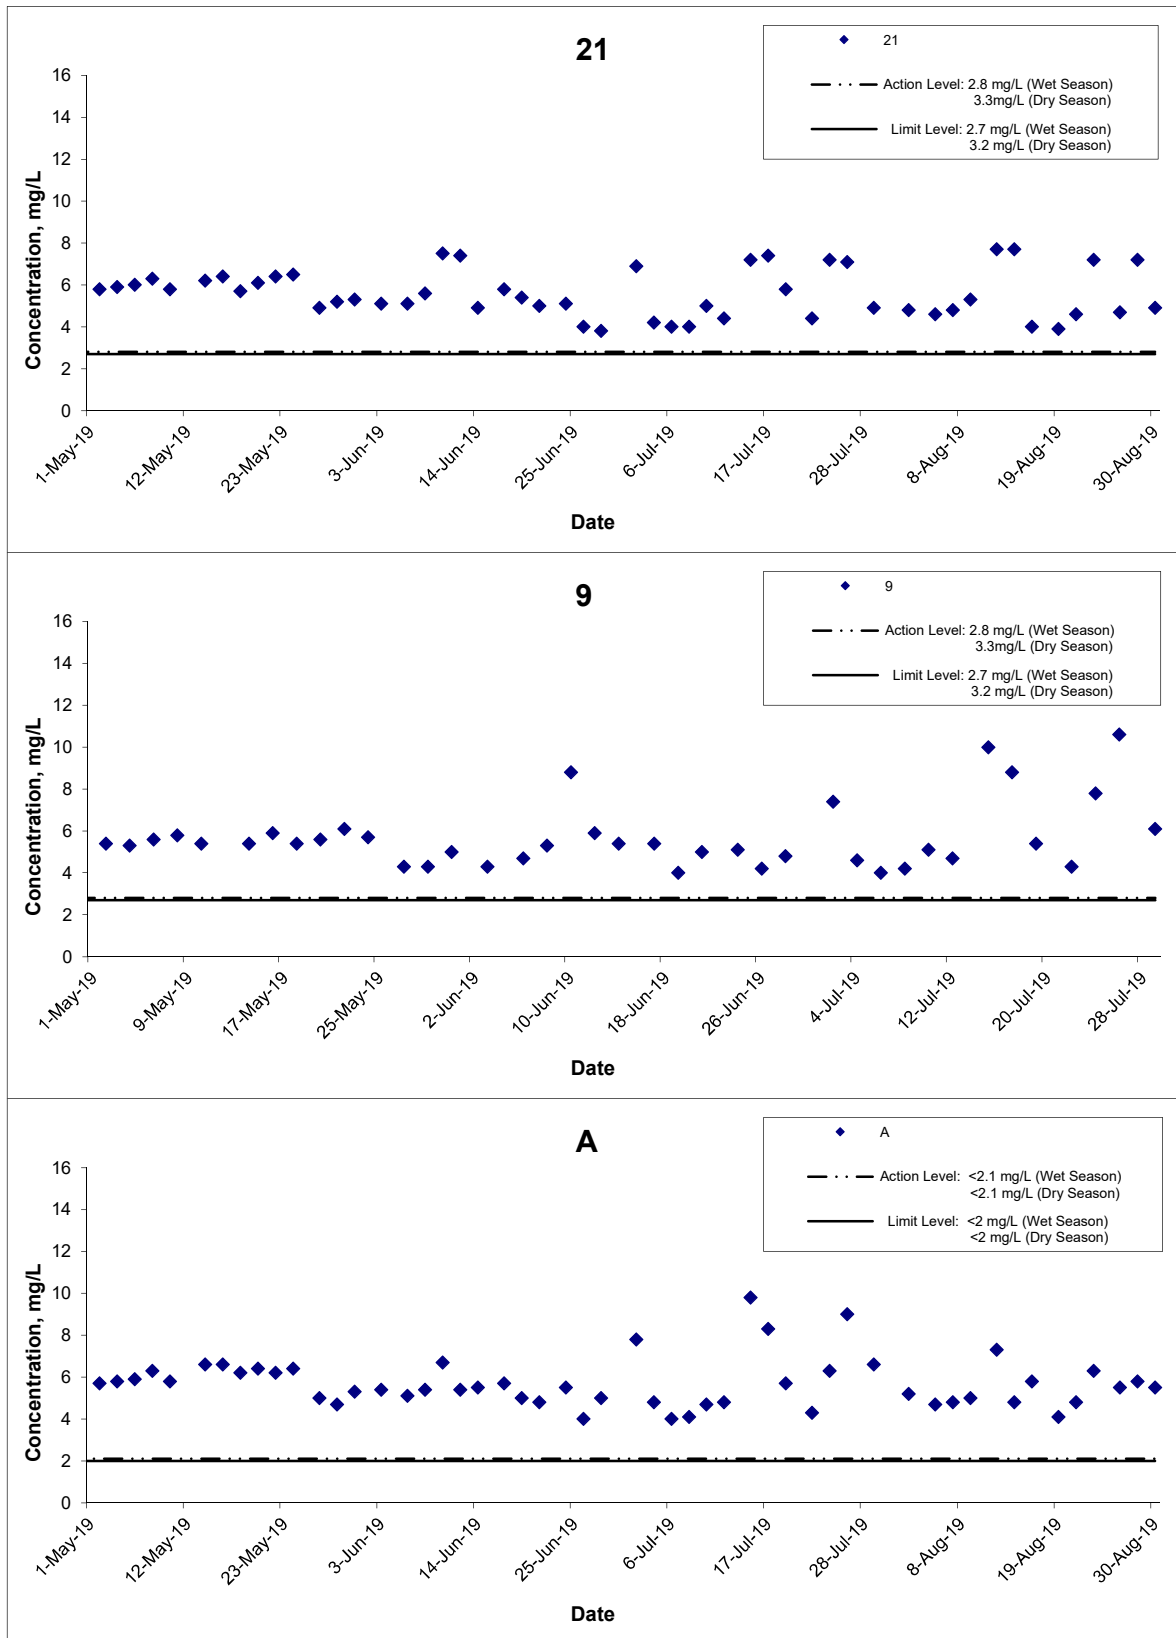 21
21
Action Level: 2.8 mg/L (Wet Season)
3.3mg/L (Dry Season)
Limit Level: 2.7 mg/L (Wet Season)
3.2 mg/L (Dry Season)
Concentration, mg/L
16
14
12
10
8
6
4
2
0
1-May-19 12-May-19 23-May-19 3-Jun-19 14-Jun-19 25-Jun-19 6-Jul-19 17-Jul-19 28-Jul-19 8-Aug-19 19-Aug-19 30-Aug-19
Date
9
9
Action Level: 2.8 mg/L (Wet Season)
3.3mg/L (Dry Season)
Limit Level: 2.7 mg/L (Wet Season)
3.2 mg/L (Dry Season)
Concentration, mg/L
16
14
12
10
8
6
4
2
0
1-May-19 9-May-19 17-May-19 25-May-19 2-Jun-19 10-Jun-19 18-Jun-19 26-Jun-19 4-Jul-19 12-Jul-19 20-Jul-19 28-Jul-19
Date
A
A
Action Level: <2.1 mg/L (Wet Season)
<2.1 mg/L (Dry Season)
Limit Level: <2 mg/L (Wet Season)
<2 mg/L (Dry Season)
Concentration, mg/L
16
14
12
10
8
6
4
2
0
1-May-19 12-May-19 23-May-19 3-Jun-19 14-Jun-19 25-Jun-19 6-Jul-19 17-Jul-19 28-Jul-19 8-Aug-19 19-Aug-19 30-Aug-19
Date